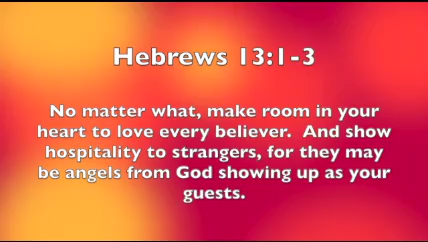 Hebrews 13:1-3
No matter what, make room in your
heart to love every believer.  And show
hospitality to strangers, for they may
be angels from God showing up as your
guests.